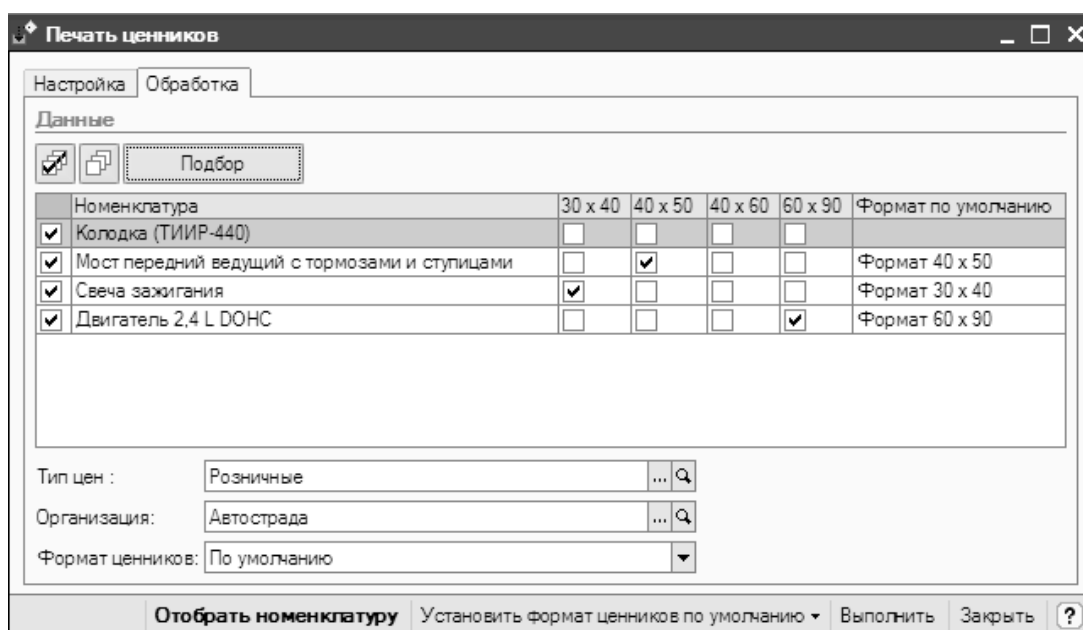 Печать ценников
Настройка Обработка
Данные
Подбор
Номенклатура 30 x 40 40 x 50 40 x 60 60 x 90 Формат по умолчанию
Колодка (ТИИР-440)
Мост передний ведущий с тормозами и ступицами Формат 40 x 50
Свеча зажигания Формат 30 x 40
Двигатель 2,4 L DOHC Формат 60 x 90
Тип цен : Розничные ...
Организация: Автострада ...
Формат ценников: По умолчанию
Отобрать номенклатуру Установить формат ценников по умолчанию Выполнить Закрыть ?